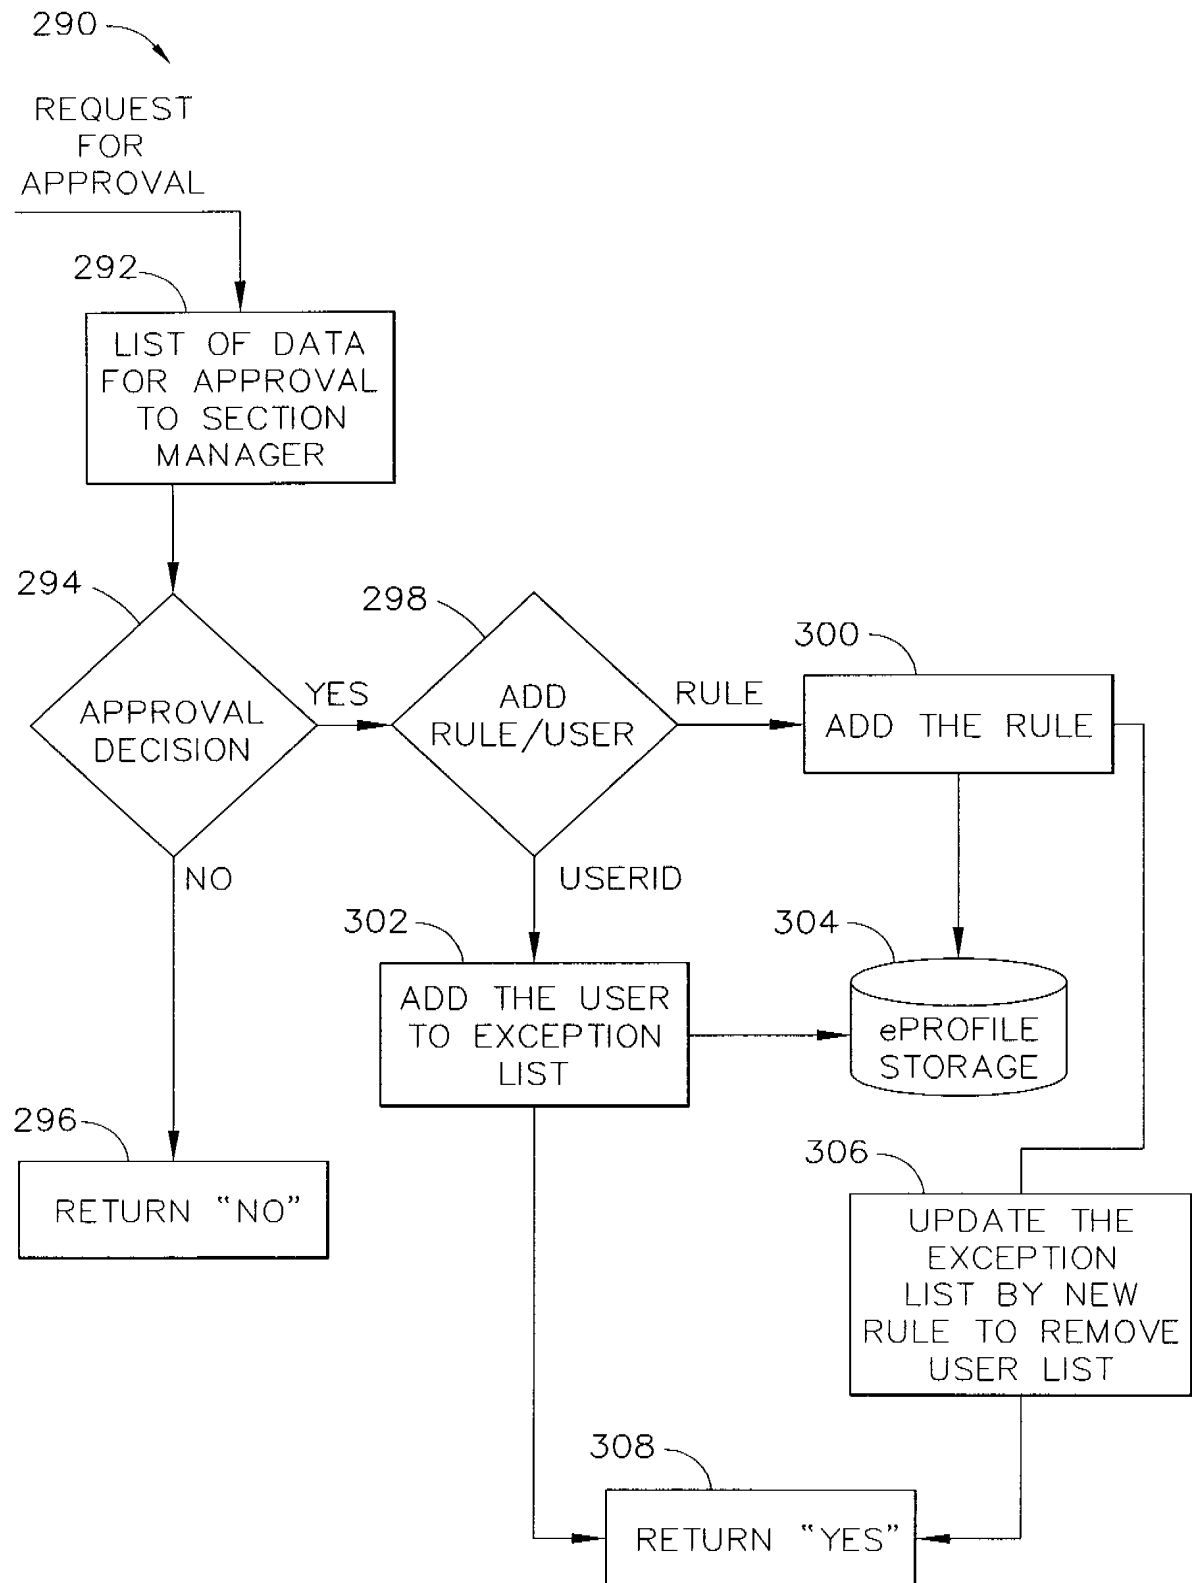 290
REQUEST
FOR
APPROVAL
292
LIST OF DATA
FOR APPROVAL
TO SECTION
MANAGER
294
APPROVAL
DECISION
YES
NO
298
ADD
RULE/USER
RULE
USERID
300
ADD THE RULE
302
ADD THE USER
TO EXCEPTION
LIST
304
ePROFILE
STORAGE
296
RETURN “NO”
306
UPDATE THE
EXCEPTION
LIST BY NEW
RULE TO REMOVE
USER LIST
308
RETURN “YES”